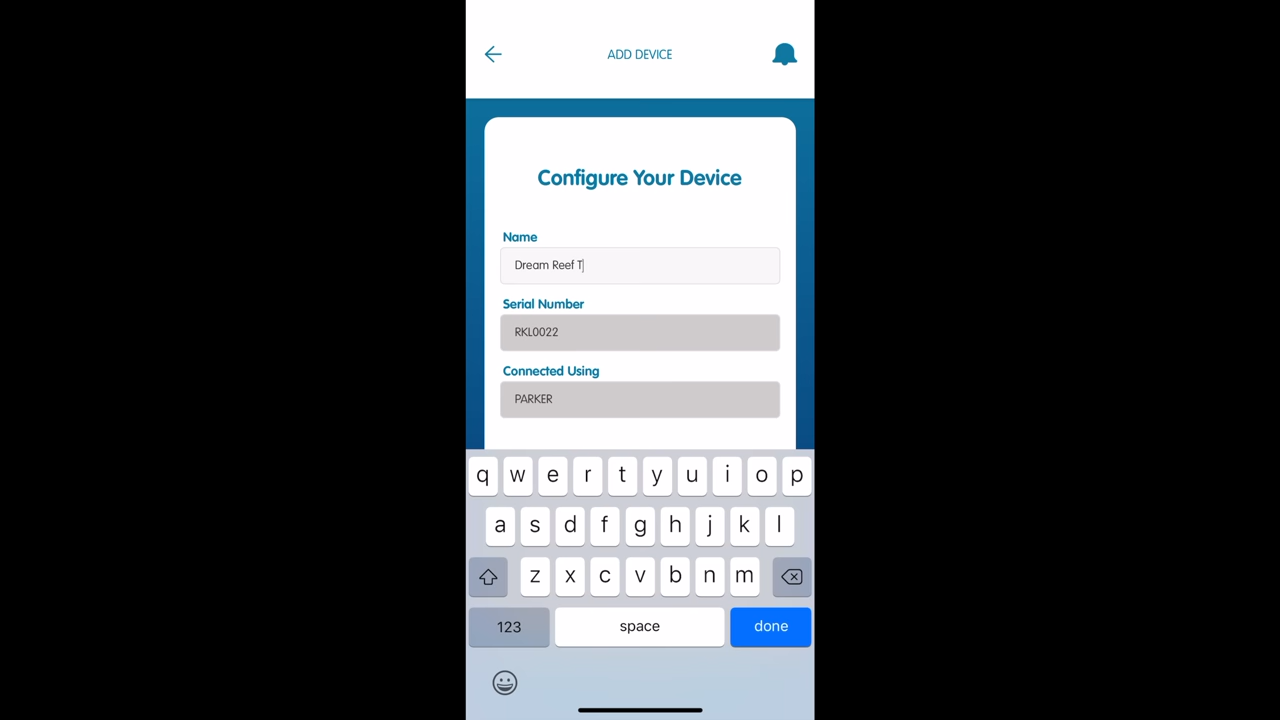 ADD DEVICE
Configure Your Device
Name
Dream Reef T
Serial Number
RKL0022
Connected Using
PARKER
q w e r t y u i o p
a s d f g h j k l
z x c v b n m
123 space done